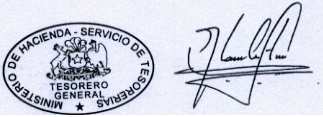 MINISTERIO DE HACIENDA - SERVICIO DE TESORERIAS
TESORERO
GENERAL